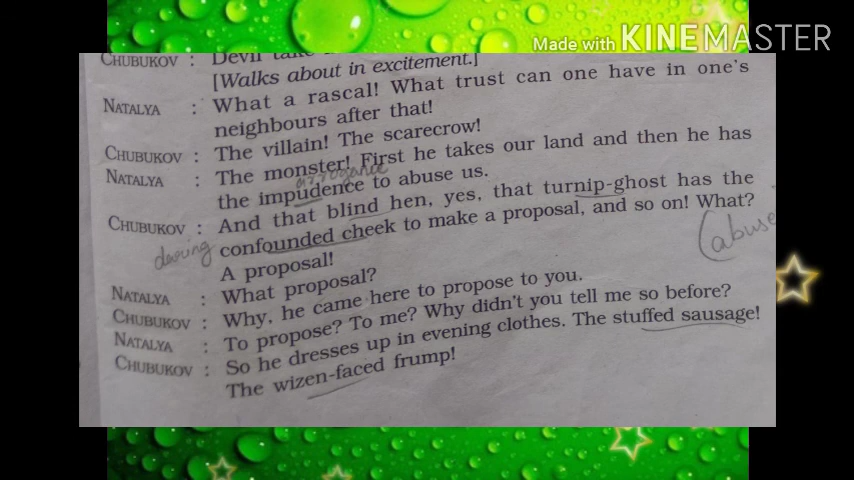 Made with KINEMASTER
CHUBUKOV : Devil take
[Walks about in excitement.]
NATALYA : What a rascal! What trust can one have in one's
neighbours after that!
CHUBUKOV : The villain! The scarecrow!
NATALYA : The monster! First he takes our land and then he has
arrogance
the impudence to abuse us.
CHUBUKOV : And that blind hen, yes, that turnip-ghost has the
daring confounded cheek to make a proposal, and so on! What?
(abuse
A proposal!
NATALYA : What proposal?
CHUBUKOV : Why, he came here to propose to you.
NATALYA : To propose? To me? Why didn't you tell me so before?
CHUBUKOV : So he dresses up in evening clothes. The stuffed sausage!
The wizen-faced frump!